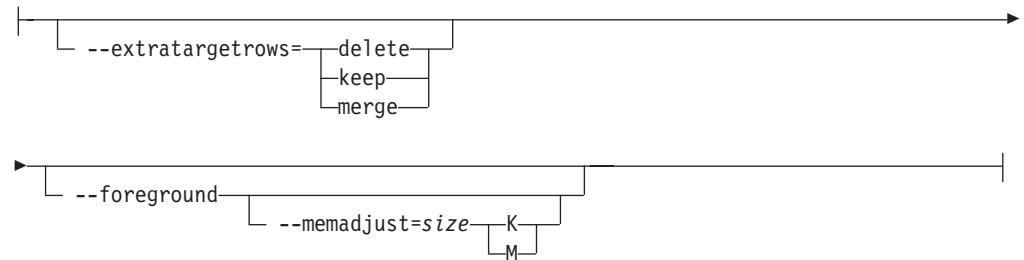 --extratargetrows= delete
keep
merge
--foreground
--memadjust=size K
M